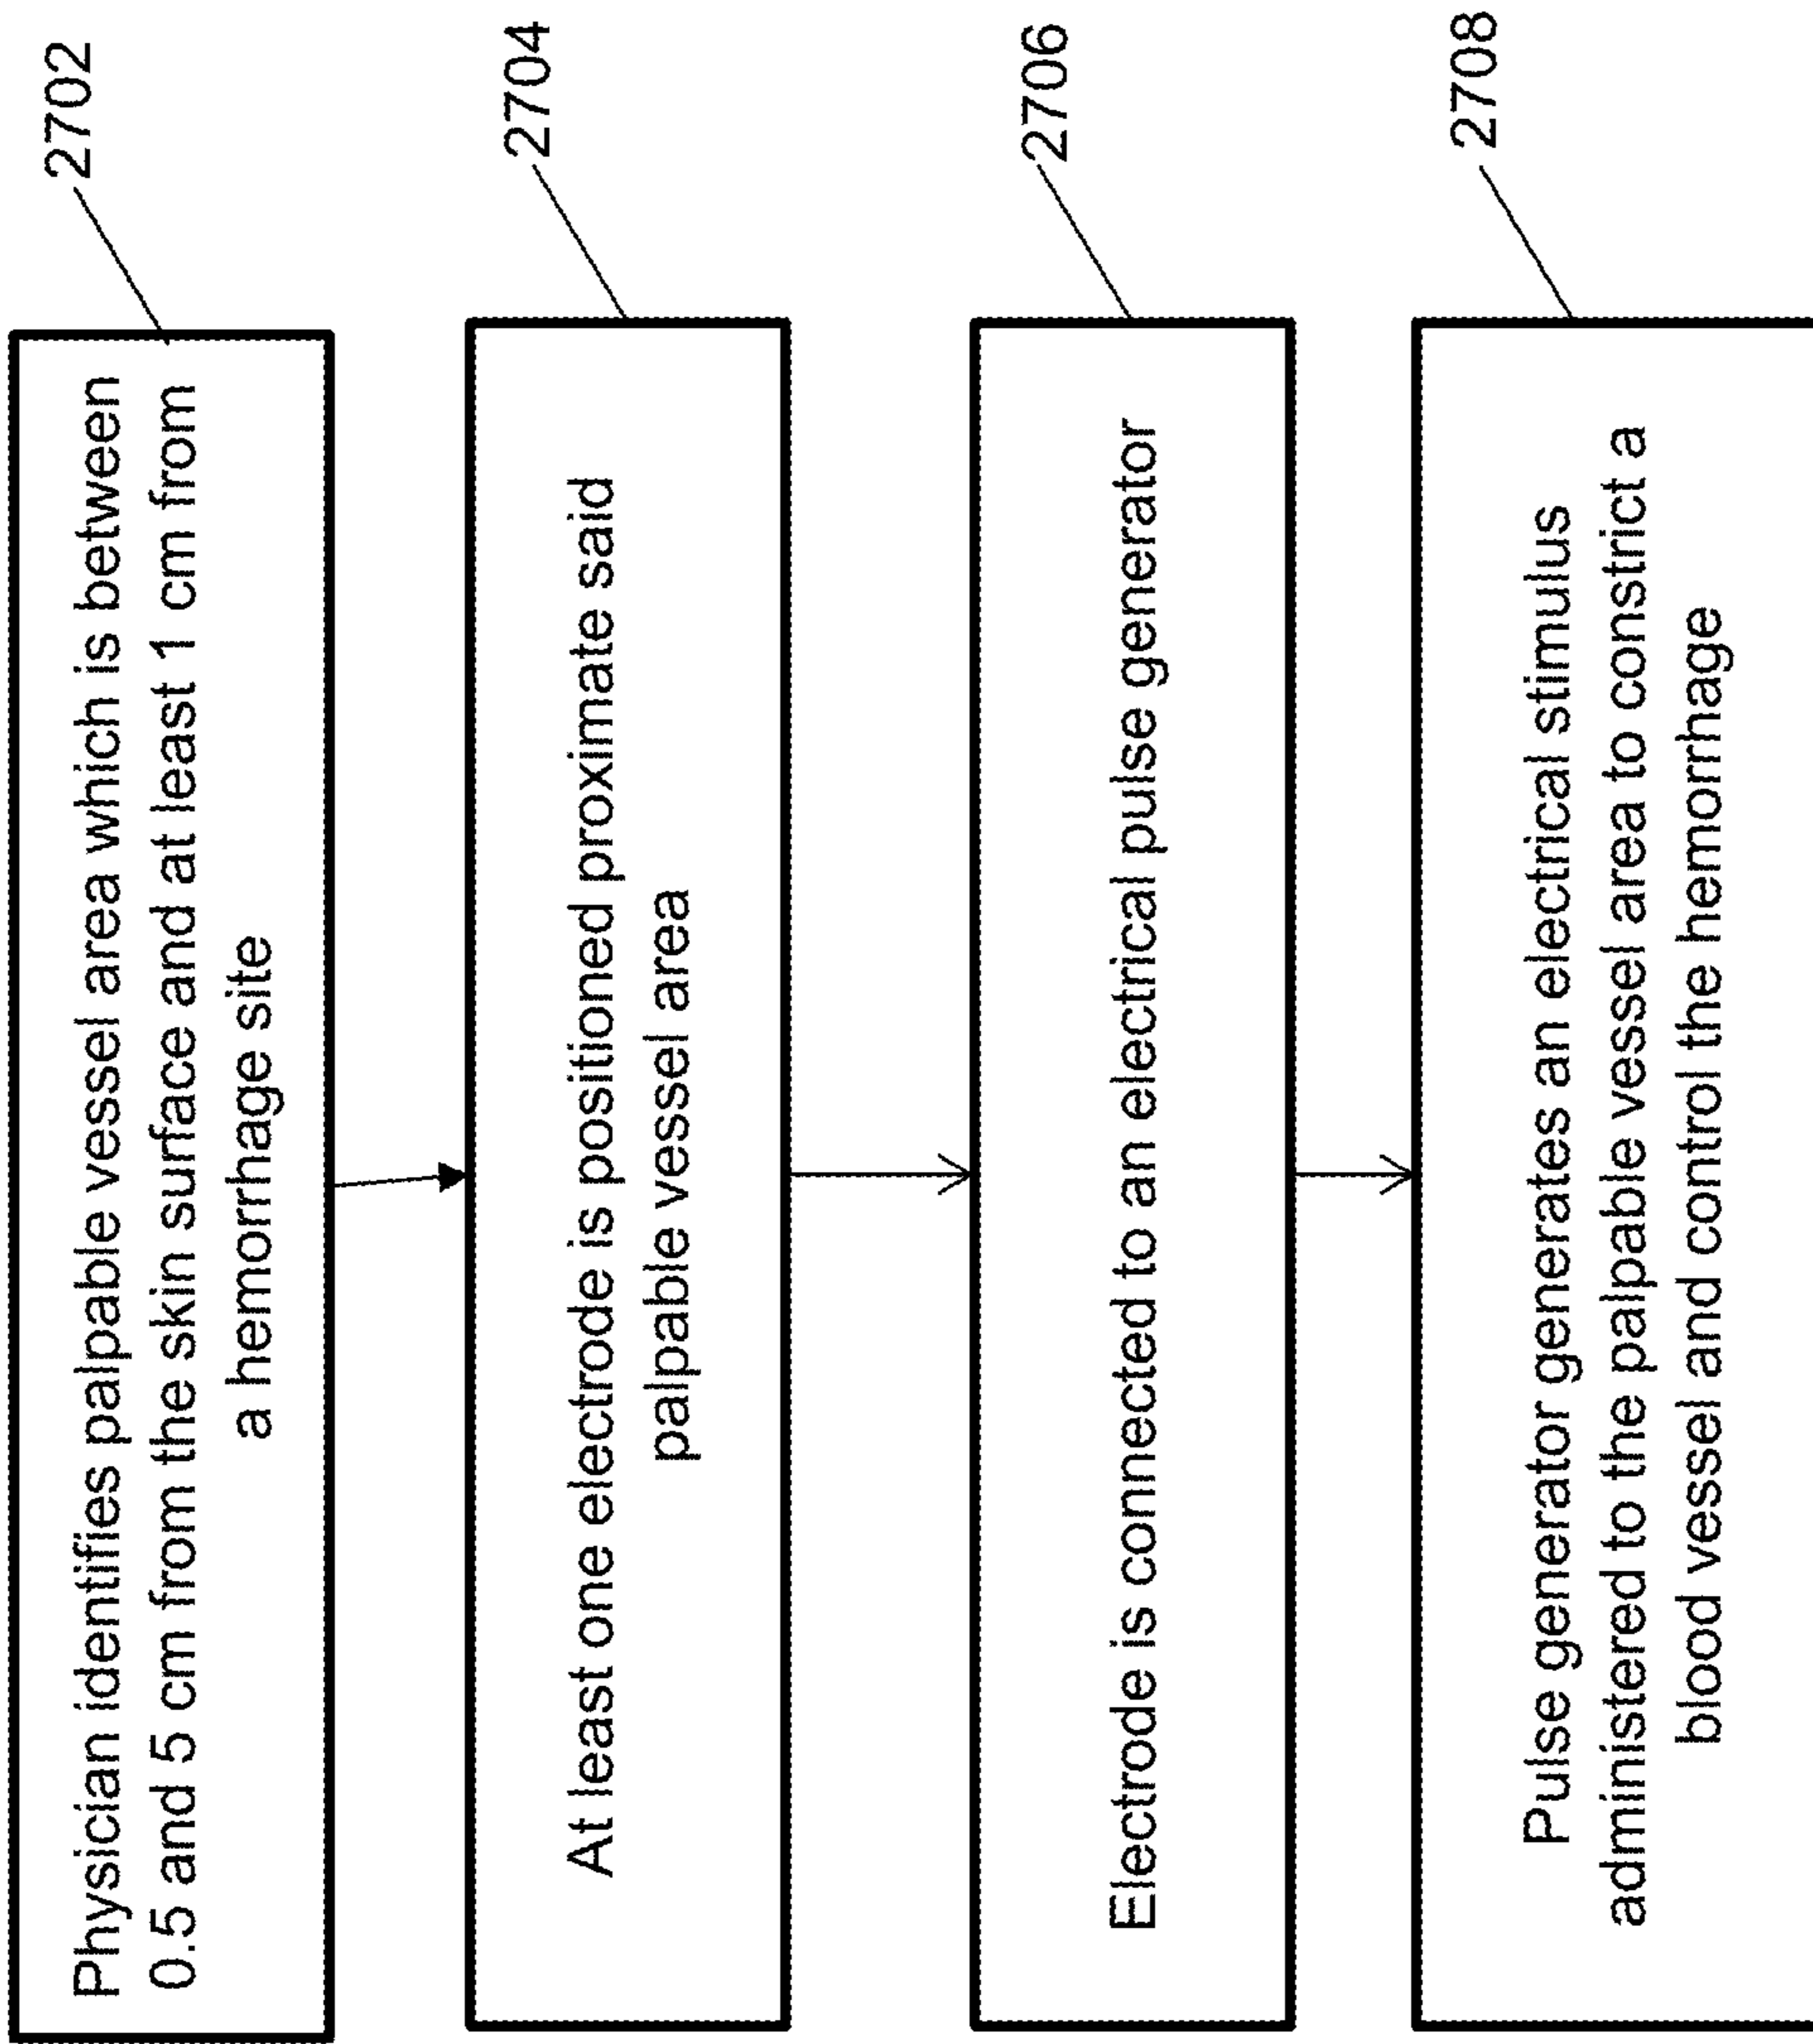 Physician identifies palpable vessel area which is between
0.5 and 5 cm from the skin surface and at least 1 cm from
a hemorrhage site
2702
At least one electrode is positioned proximate said
palpable vessel area
2704
Electrode is connected to an electrical pulse generator
2706
Pulse generator generates an electrical stimulus
administered to the palpable vessel area to constrict a
blood vessel and control the hemorrhage
2708